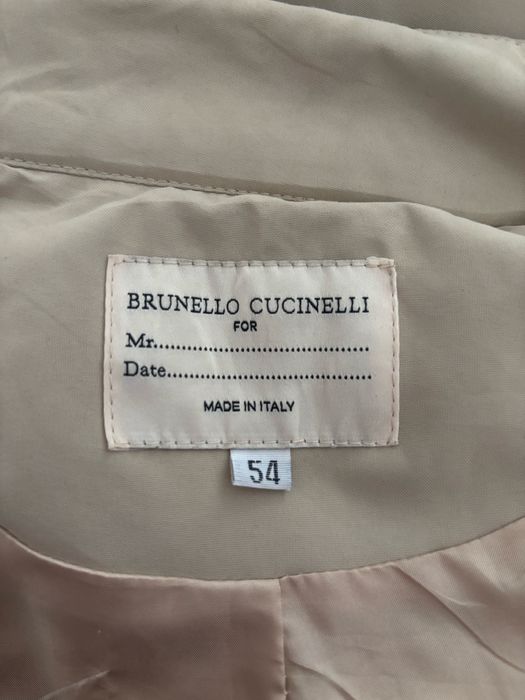 BRUNELLO CUCINELLI
FOR
Mr......................................
Date.....................................
MADE IN ITALY
54